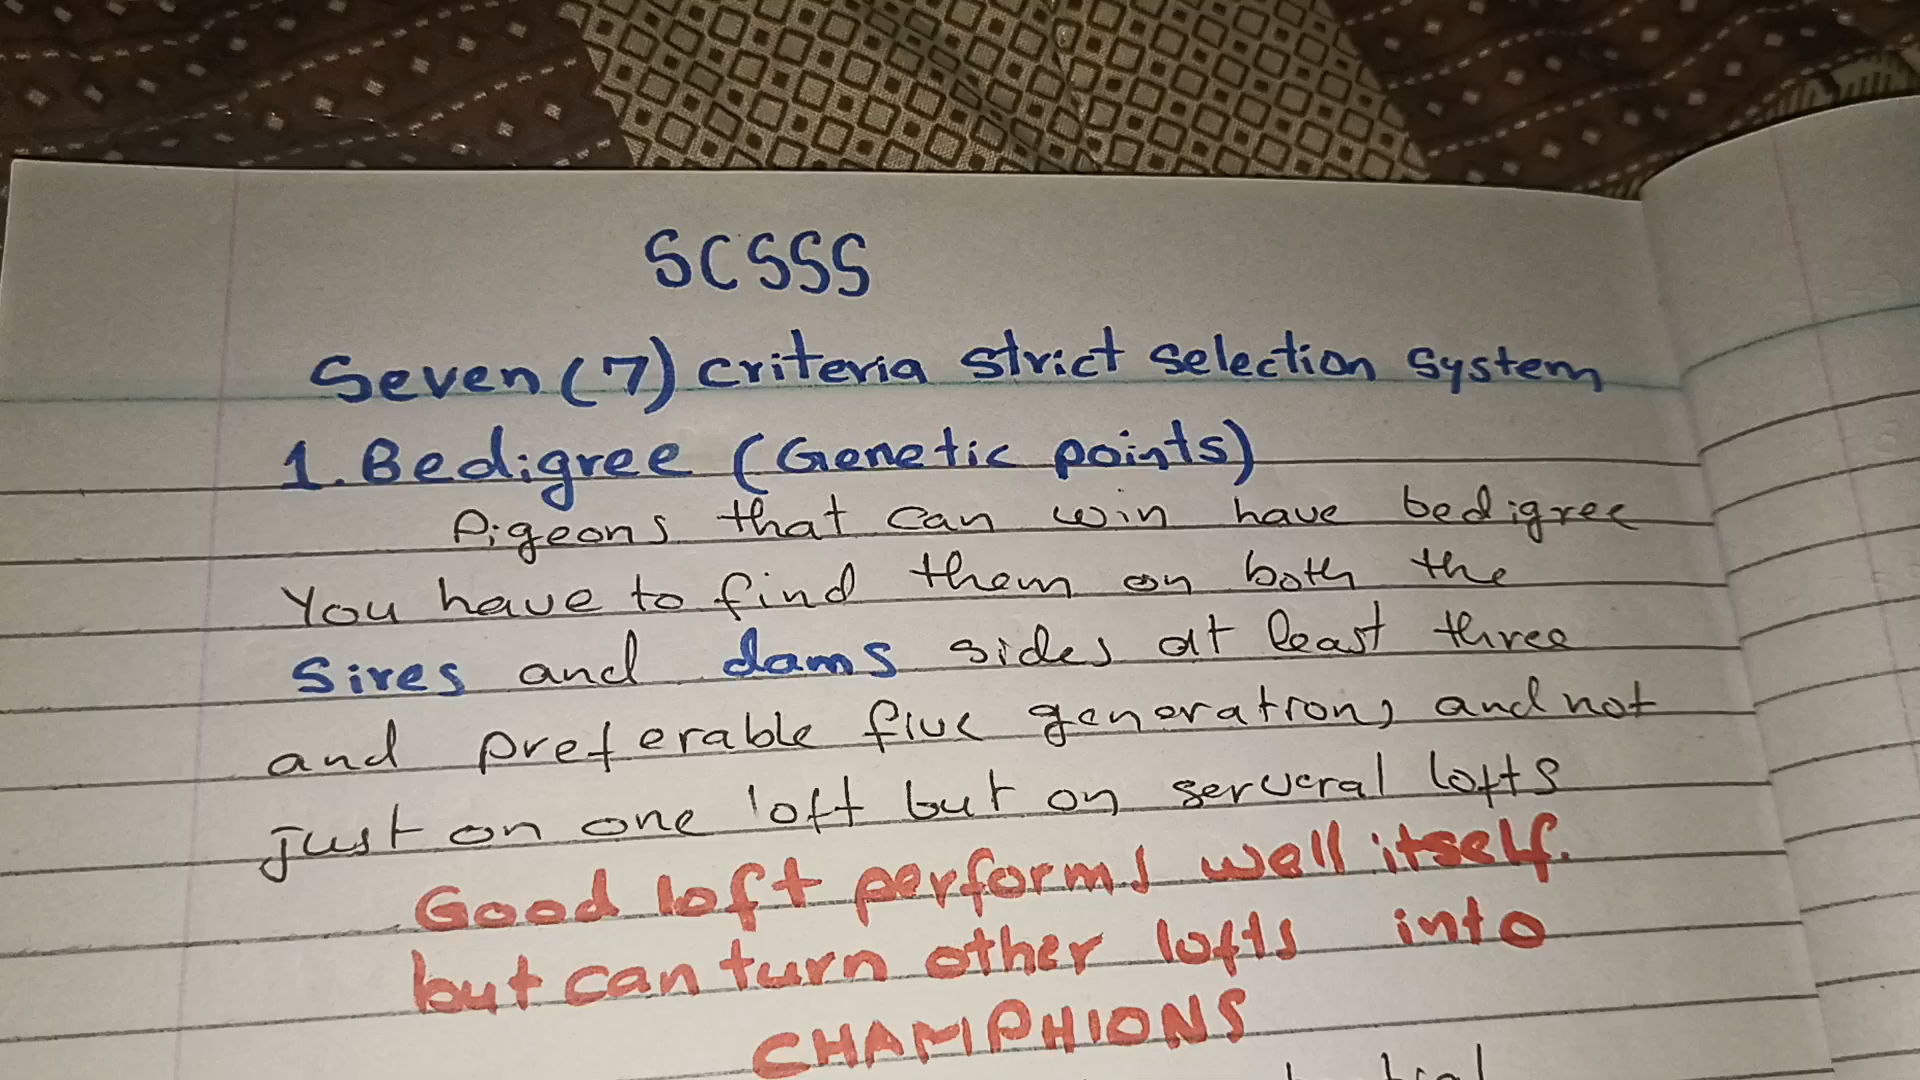 SCSSS
Seven (7) criteria strict selection system
1. Bedigree (Genetic points)
Pigeons that can win have bedigree
You have to find them on both the
Sires and dams sides at least three
and preferable five generation, and not
just on one loft but on serveral lofts
Good loft performs well itself.
but can turn other lofts into
CHAMPHIONS